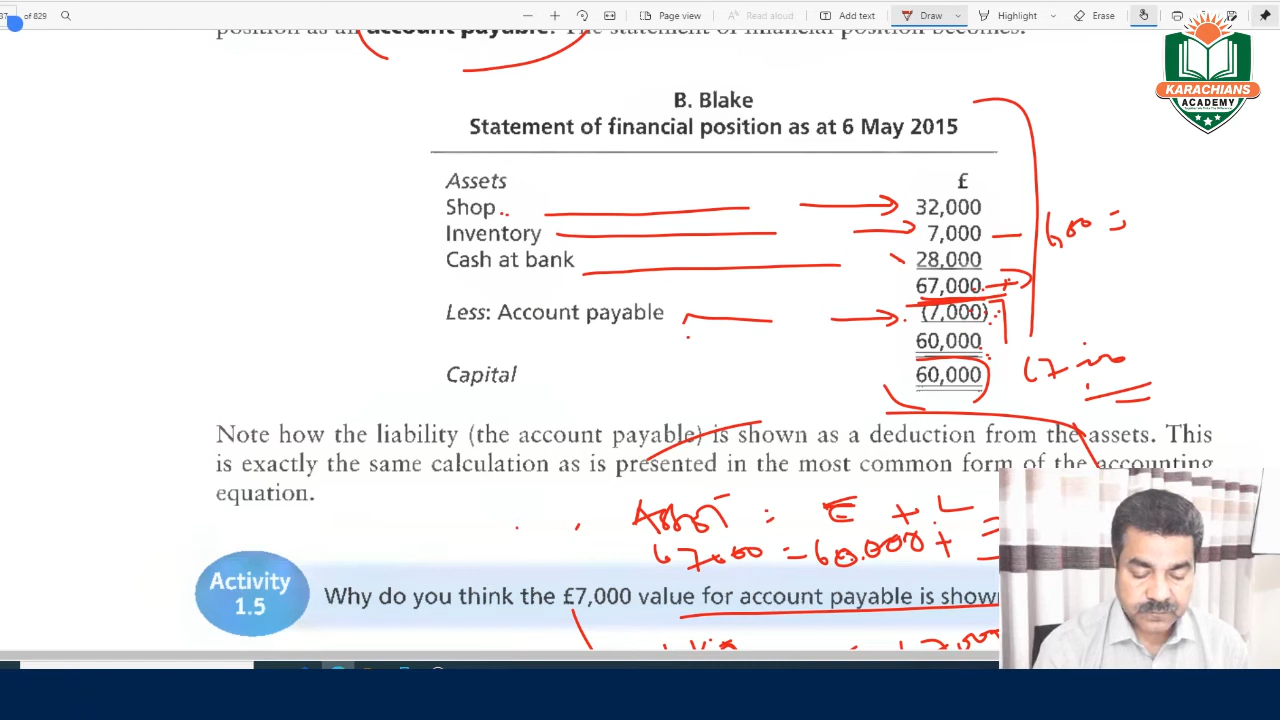 37 of 829 Page view Read aloud Add text Draw Highlight Erase
position as an account payable. The statement of financial position becomes:
KARACHIANS
ACADEMY
B. Blake
Statement of financial position as at 6 May 2015
Assets £
Shop 32,000
Inventory 7,000
Cash at bank 28,000
67,000
Less: Account payable (7,000)
60,000
Capital 60,000
Note how the liability (the account payable) is shown as a deduction from the assets. This
is exactly the same calculation as is presented in the most common form of the accounting
equation.
Asset = E + L
67000 = 60.000 +
Activity
1.5
Why do you think the £7,000 value for account payable is shown